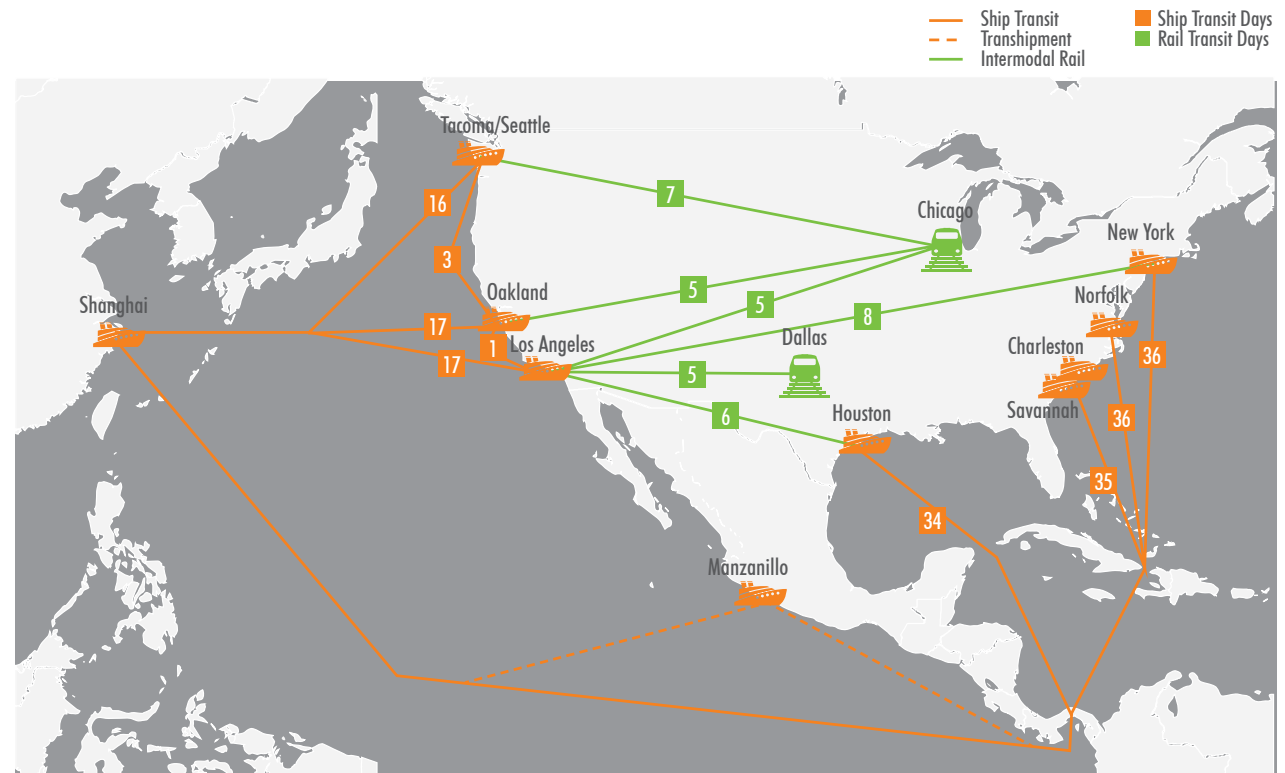 Ship Transit
Transhipment
Intermodal Rail
Ship Transit Days
Rail Transit Days
Tacoma/Seattle
16
7
Chicago
New York
3
Oakland
5
5
8
Norfolk
Shanghai
17
1
Los Angeles
17
Dallas
5
Charleston
36
6
Houston
Savannah
36
35
34
Manzanillo